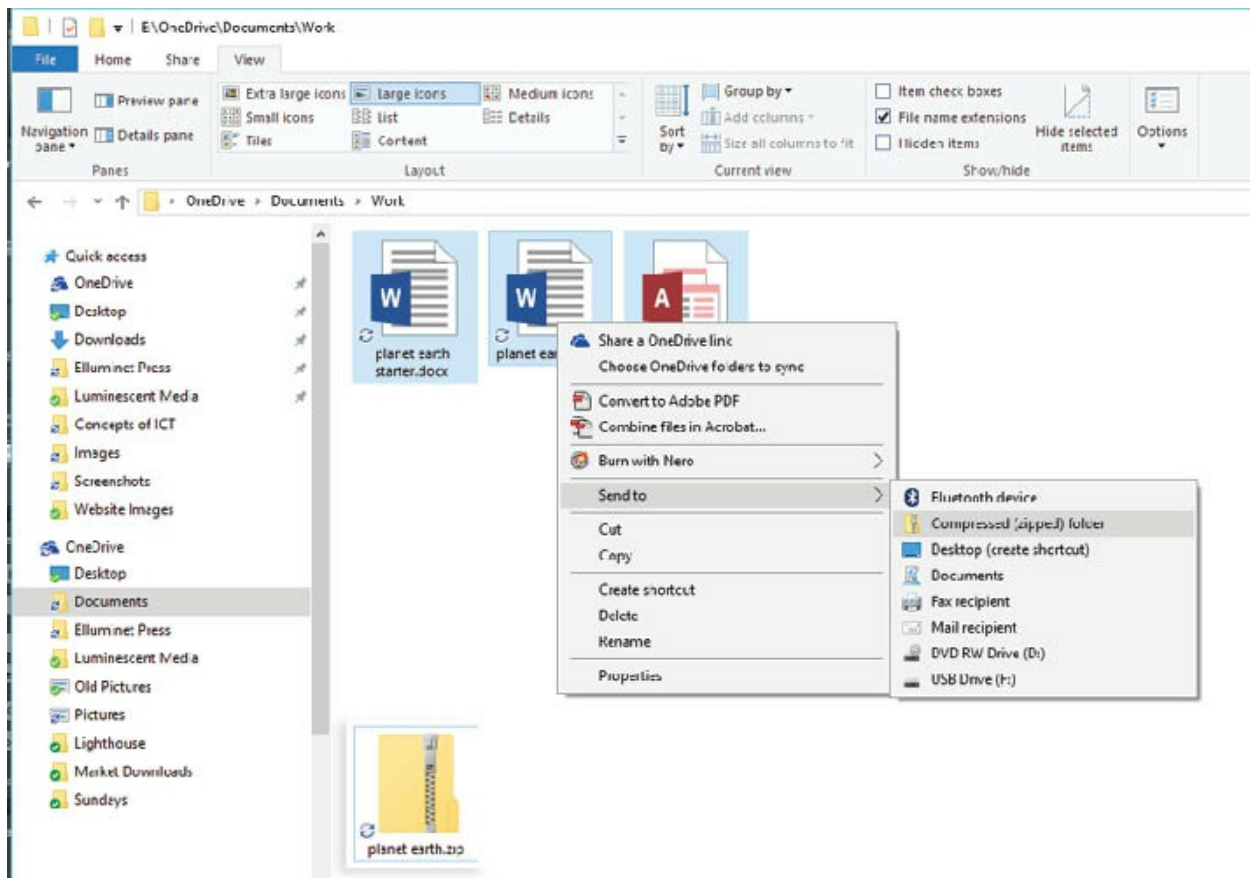 E:\OneDrive\Documents\Work
File Home Share View
Navigation pane
Preview pane
Details pane
Panes
Extra large icons Large icons Medium icons
Small icons List Details
Tiles Content
Layout
Sort by
Group by
Add columns
Size all columns to fit
Current view
Item check boxes
File name extensions
Hidden items
Hide selected items
Show/hide
Options
OneDrive > Documents > Work
Quick access
OneDrive
Desktop
Downloads
Elluminet Press
Luminescent Media
Concepts of ICT
Images
Screenshots
Website Images
OneDrive
Desktop
Documents
Elluminet Press
Luminescent Media
Old Pictures
Pictures
Lighthouse
Market Downloads
Sundays
W
planet earth
starter.docx
W
planet ear
A
Share a OneDrive link
Choose OneDrive folders to sync
Convert to Adobe PDF
Combine files in Acrobat...
Burn with Nero
Send to
Cut
Copy
Create shortcut
Delete
Rename
Properties
Bluetooth device
Compressed (zipped) folder
Desktop (create shortcut)
Documents
Fax recipient
Mail recipient
DVD RW Drive (D:)
USB Drive (F:)
planet earth.zip